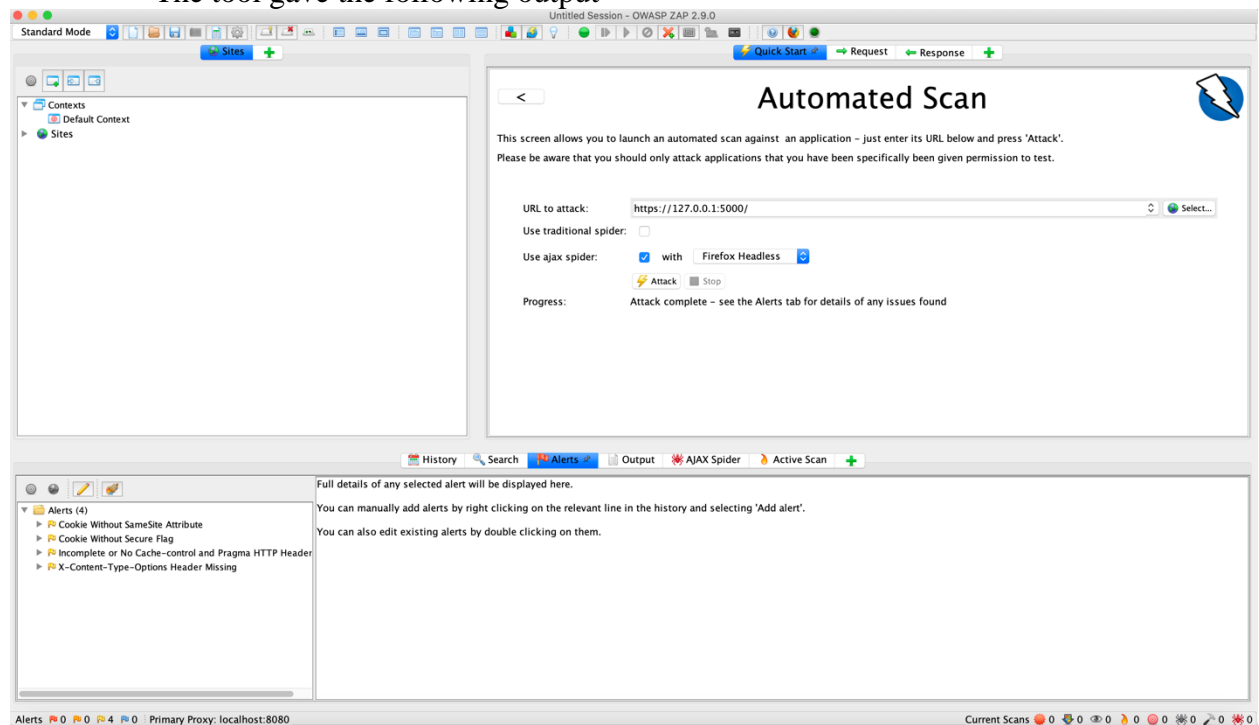 The tool gave the following output
Untitled Session - OWASP ZAP 2.9.0
Standard Mode
Sites
Quick Start
Request
Response
Contexts
Default Context
Sites
<
Automated Scan
This screen allows you to launch an automated scan against an application – just enter its URL below and press 'Attack'.
Please be aware that you should only attack applications that you have been specifically been given permission to test.
URL to attack: https://127.0.0.1:5000/ Select...
Use traditional spider:
Use ajax spider: with Firefox Headless
Attack Stop
Progress: Attack complete – see the Alerts tab for details of any issues found
History Search Alerts Output AJAX Spider Active Scan
Full details of any selected alert will be displayed here.
You can manually add alerts by right clicking on the relevant line in the history and selecting 'Add alert'.
You can also edit existing alerts by double clicking on them.
Alerts (4)
Cookie Without SameSite Attribute
Cookie Without Secure Flag
Incomplete or No Cache-control and Pragma HTTP Header
X-Content-Type-Options Header Missing
Alerts 0 0 4 0 Primary Proxy: localhost:8080
Current Scans 0 0 0 0 0 0 0 0